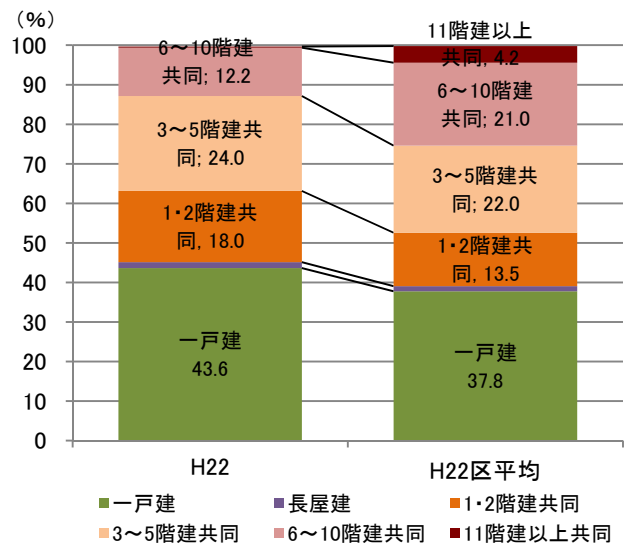 （%）
100
90
80
70
60
50
40
30
20
10
0
6～10階建
共同; 12.2
3～5階建共
同; 24.0
1・2階建共
同, 18.0
一戸建
43.6
11階建以上
共同, 4.2
6～10階建
共同; 21.0
3～5階建共
同; 22.0
1・2階建共
同, 13.5
一戸建
37.8
H22
H22区平均
一戸建 長屋建 1・2階建共同
3～5階建共同 6～10階建共同 11階建以上共同